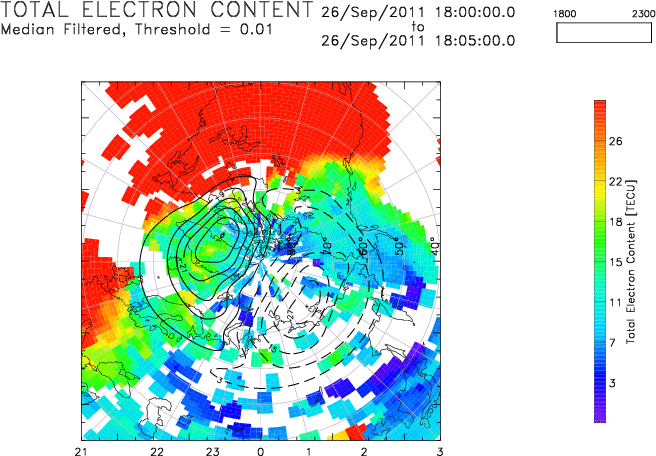 TOTAL ELECTRON CONTENT 26/Sep/2011 18:00:00.0
Median Filtered, Threshold = 0.01 to
26/Sep/2011 18:05:00.0
1800 2300
26
22
18
15
11
7
3
Total Electron Content [TECU]
70° 60° 50° 40°
21 22 23 0 1 2 3